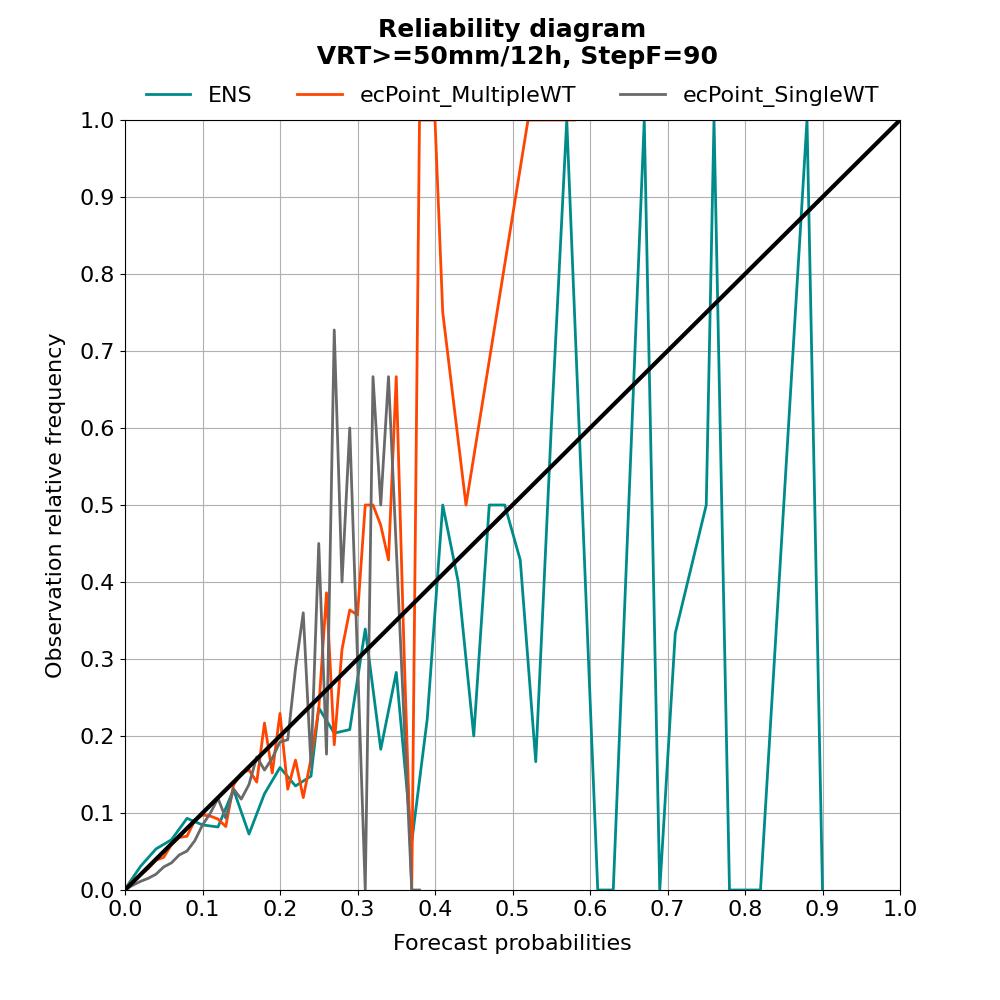 Reliability diagram
VRT>=50mm/12h, StepF=90
ENS ecPoint_MultipleWT ecPoint_SingleWT
1.0
0.9
0.8
0.7
0.6
0.5
0.4
0.3
0.2
0.1
0.0
Observation relative frequency
0.0 0.1 0.2 0.3 0.4 0.5 0.6 0.7 0.8 0.9 1.0
Forecast probabilities